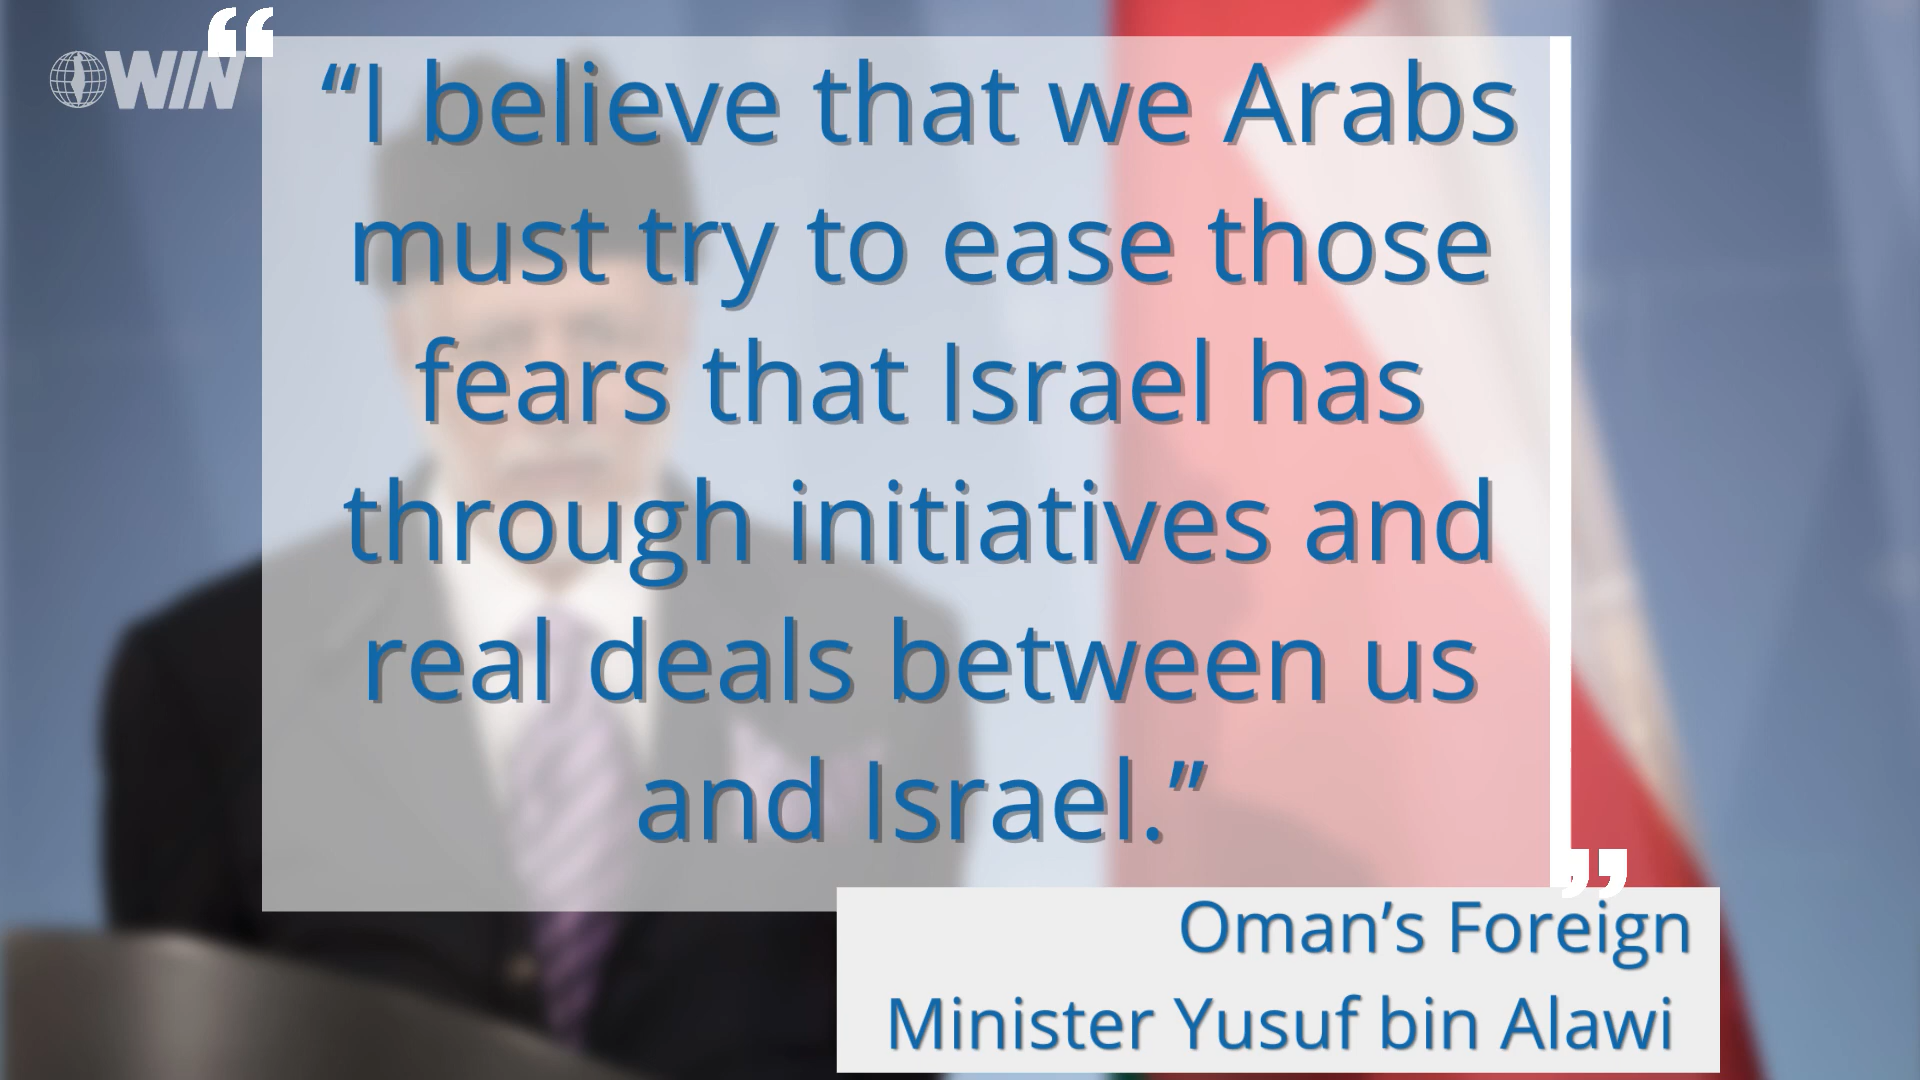 WIN
“I believe that we Arabs
must try to ease those
fears that Israel has
through initiatives and
real deals between us
and Israel.”
Oman’s Foreign
Minister Yusuf bin Alawi